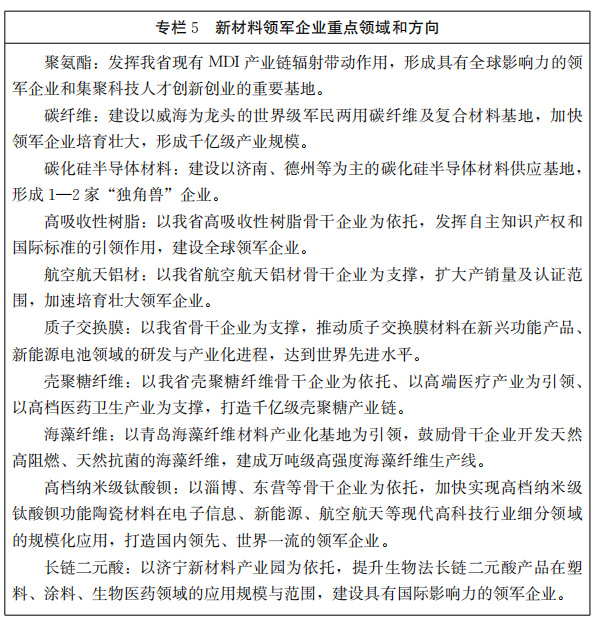 专栏 5　新材料领军企业重点领域和方向
聚氨酯：发挥我省现有 MDI 产业链辐射带动作用，形成具有全球影响力的领
军企业和集聚科技人才创新创业的重要基地。
碳纤维：建设以威海为龙头的世界级军民两用碳纤维及复合材料基地，加快
领军企业培育壮大，形成千亿级产业规模。
碳化硅半导体材料：建设以济南、德州等为主的碳化硅半导体材料供应基地，
形成 1—2 家“独角兽”企业。
高吸收性树脂：以我省高吸收性树脂骨干企业为依托，发挥自主知识产权和
国际标准的引领作用，建设全球领军企业。
航空航天铝材：以我省航空航天铝材骨干企业为支撑，扩大产销量及认证范
围，加速培育壮大领军企业。
质子交换膜：以我省骨干企业为支撑，推动质子交换膜材料在新兴功能产品、
新能源电池领域的研发与产业化进程，达到世界先进水平。
壳聚糖纤维：以我省壳聚糖纤维骨干企业为依托、以高端医疗产业为引领、
以高档医药卫生产业为支撑，打造千亿级壳聚糖产业链。
海藻纤维：以青岛海藻纤维材料产业化基地为引领，鼓励骨干企业开发天然
高阻燃、天然抗菌的海藻纤维，建成万吨级高强度海藻纤维生产线。
高档纳米级钛酸钡：以淄博、东营等骨干企业为依托，加快实现高档纳米级
钛酸钡功能陶瓷材料在电子信息、新能源、航空航天等现代高科技行业细分领域
的规模化应用，打造国内领先、世界一流的领军企业。
长链二元酸：以济宁新材料产业园为依托，提升生物法长链二元酸产品在塑
料、涂料、生物医药领域的应用规模与范围，建设具有国际影响力的领军企业。